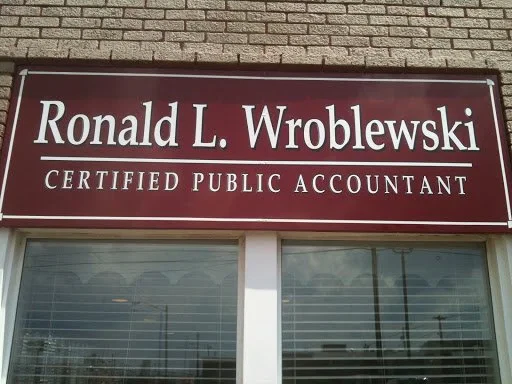 Ronald L. Wroblewski
CERTIFIED PUBLIC ACCOUNTANT